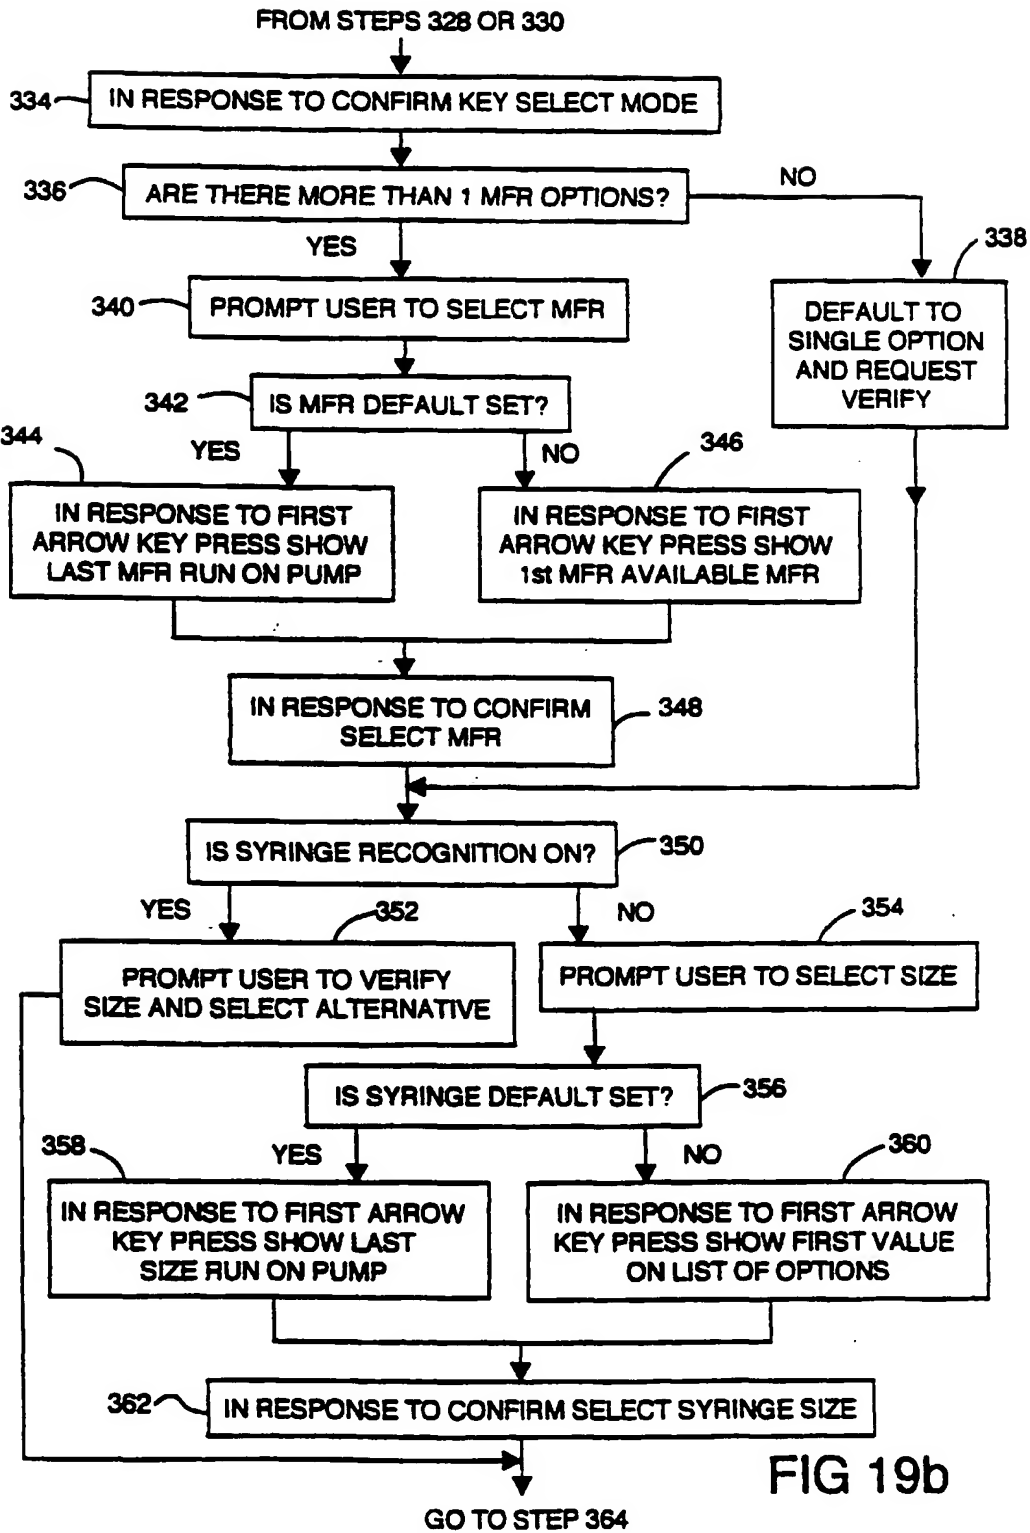 FROM STEPS 328 OR 330
334
IN RESPONSE TO CONFIRM KEY SELECT MODE
336
ARE THERE MORE THAN 1 MFR OPTIONS?
NO
YES
338
340
PROMPT USER TO SELECT MFR
DEFAULT TO
SINGLE OPTION
AND REQUEST
VERIFY
342
IS MFR DEFAULT SET?
344
YES
NO
346
IN RESPONSE TO FIRST
ARROW KEY PRESS SHOW
LAST MFR RUN ON PUMP
IN RESPONSE TO FIRST
ARROW KEY PRESS SHOW
1st MFR AVAILABLE MFR
IN RESPONSE TO CONFIRM
SELECT MFR
348
IS SYRINGE RECOGNITION ON?
350
YES
352
NO
354
PROMPT USER TO VERIFY
SIZE AND SELECT ALTERNATIVE
PROMPT USER TO SELECT SIZE
IS SYRINGE DEFAULT SET?
356
358
YES
NO
360
IN RESPONSE TO FIRST ARROW
KEY PRESS SHOW LAST
SIZE RUN ON PUMP
IN RESPONSE TO FIRST ARROW
KEY PRESS SHOW FIRST VALUE
ON LIST OF OPTIONS
362
IN RESPONSE TO CONFIRM SELECT SYRINGE SIZE
FIG 19b
GO TO STEP 364